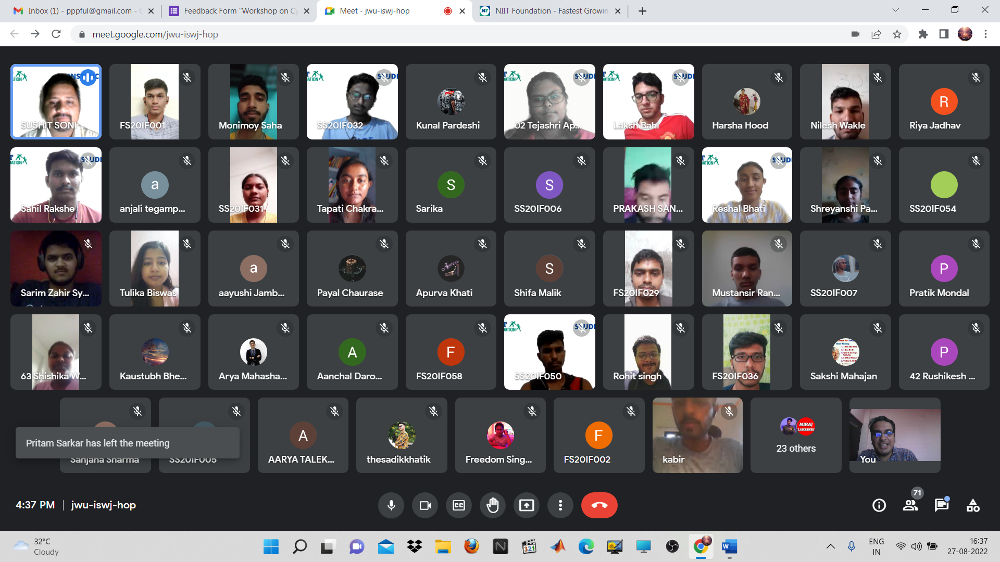 Inbox (1) - pppful@gmail.com - G
Feedback Form "Workshop on Cy
Meet - jwu-iswj-hop
NIIT Foundation - Fastest Growin
meet.google.com/jwu-iswj-hop
SUSHIT SONI
FS20IF001
Monimoy Saha
SS20IF032
Kunal Pardeshi
02 Tejashri Ap...
Laksh Bahl
Harsha Hood
Nilesh Wakle
R
Riya Jadhav
Sahil Rakshe
a
anjali tegamp...
SS20IF031
Tapati Chakra...
S
Sarika
S
SS20IF006
PRAKASH SAN...
Reshal Bhati
Shreyanshi Pa...
SS20IF054
Sarim Zahir Sy...
Tulika Biswas
a
aayushi Jamb...
Payal Chaurase
Apurva
Apurva Khati
S
Shifa Malik
FS20IF029
Mustansir Ran...
SS20IF007
P
Pratik Mondal
63 Shishika W...
Kaustubh Bhe...
Arya Mahasha...
A
Aanchal Daro...
F
FS20IF058
SS20IF050
Rohit singh
FS20IF036
Sakshi Mahajan
P
42 Rushikesh ...
Pritam Sarkar has left the meeting
Sanjana Sharma
SS20IF005
A
AARYA TALEK...
thesadikkhatik
Freedom Sing...
F
FS20IF002
kabir
MIRAJ
LAKESHRI
23 others
You
4:37 PM | jwu-iswj-hop
CC
71
32°C
Cloudy
321
W
ENG
IN
16:37
27-08-2022